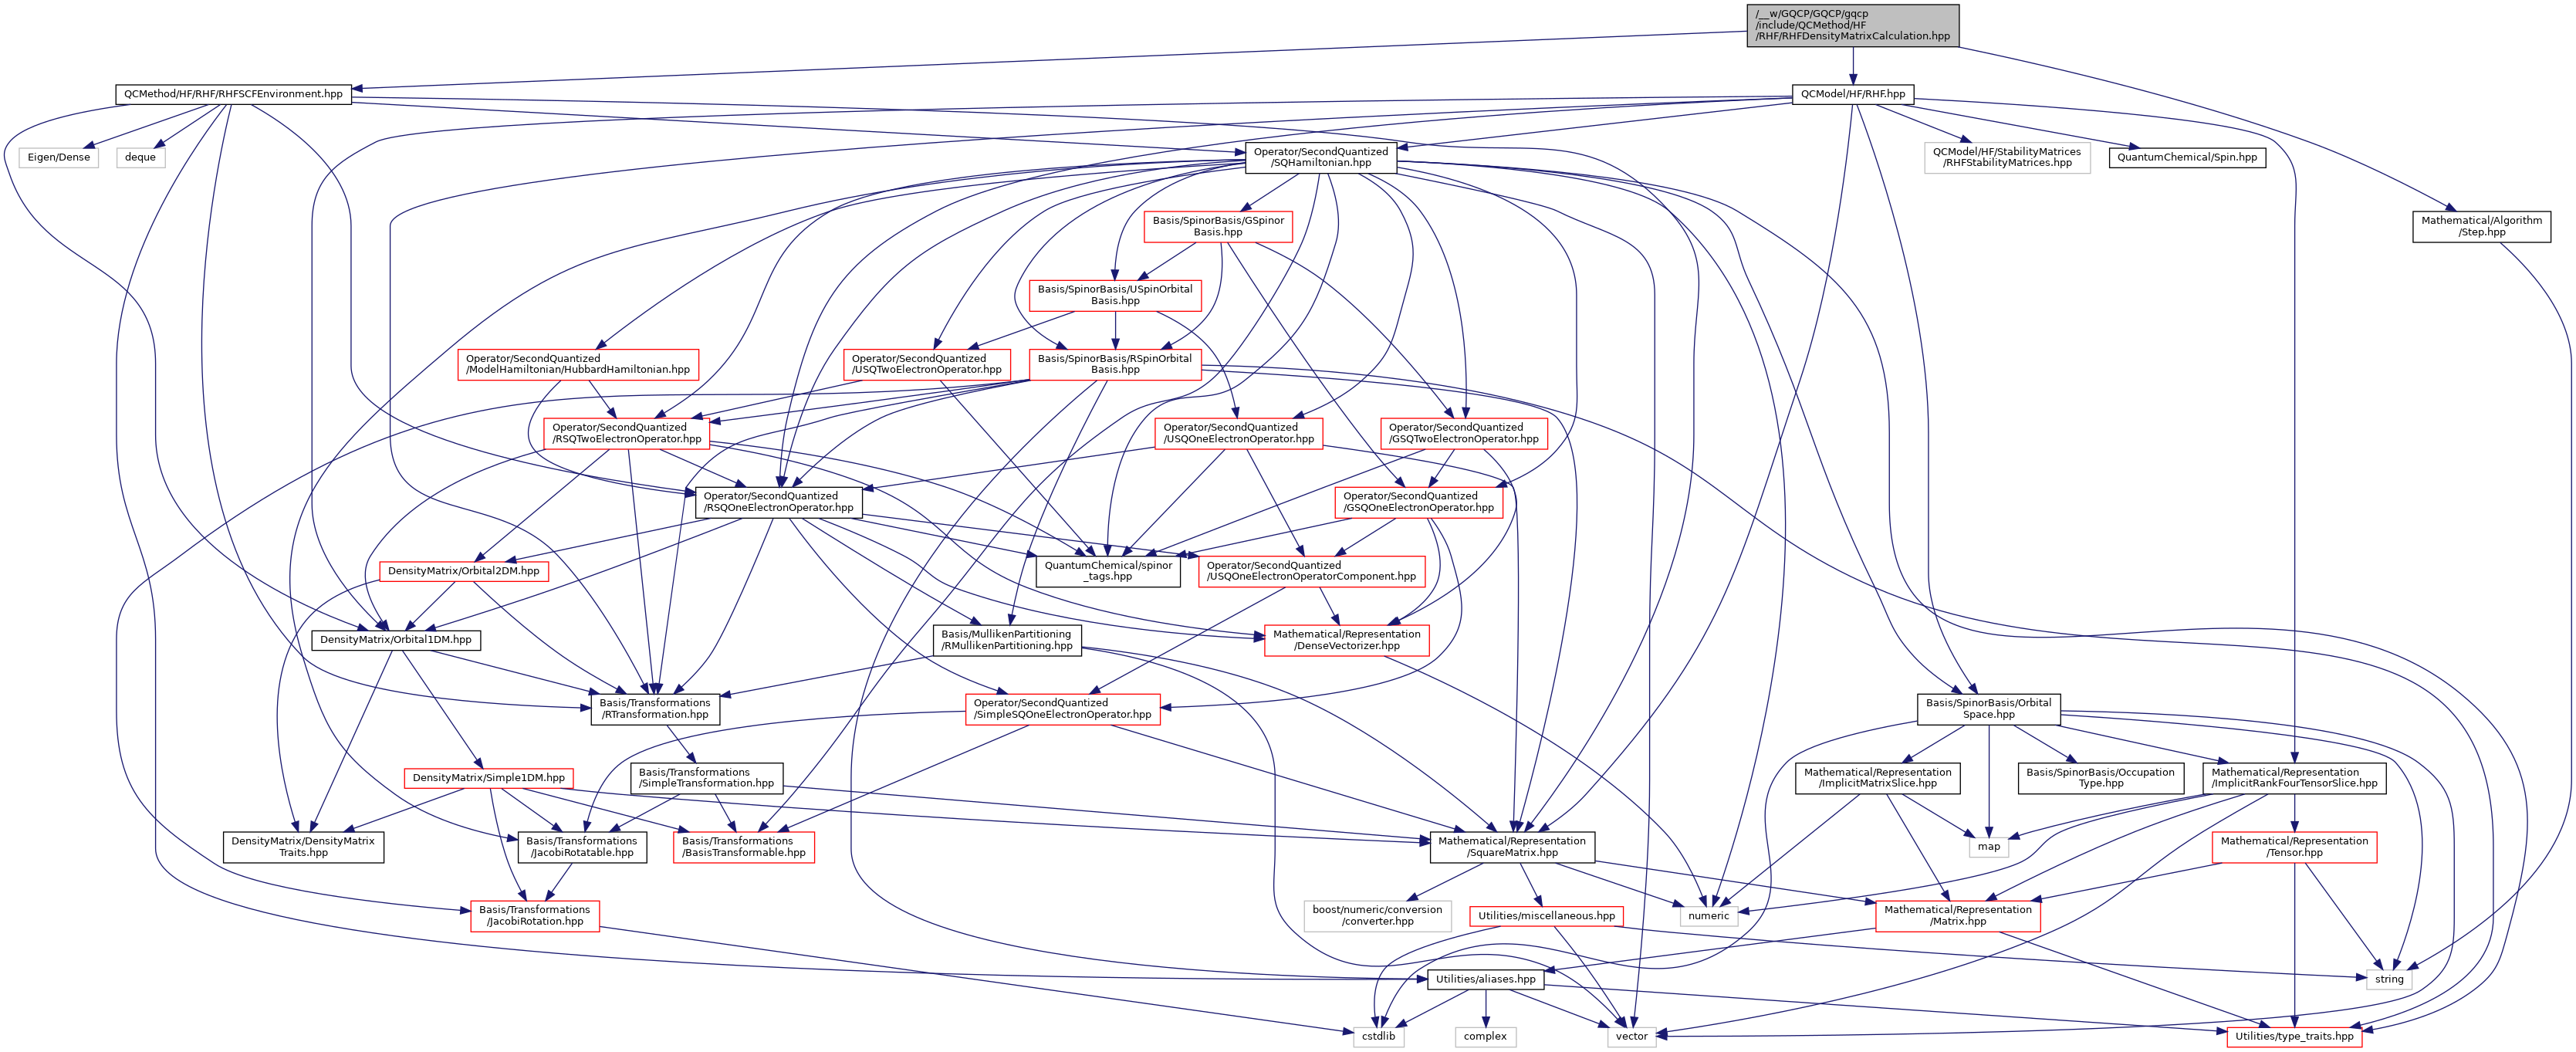 /__w/GQCP/GQCP/gqcp
/include/QCMethod/HF
/RHF/RHFDensityMatrixCalculation.hpp
QCMethod/HF/RHF/RHFSCFEnvironment.hpp
QCModel/HF/RHF.hpp
Eigen/Dense
deque
Operator/SecondQuantized
/SQHamiltonian.hpp
QCModel/HF/StabilityMatrices
/RHFStabilityMatrices.hpp
QuantumChemical/Spin.hpp
Basis/SpinorBasis/GSpinor
Basis.hpp
Mathematical/Algorithm
/Step.hpp
Basis/SpinorBasis/USpinOrbital
Basis.hpp
Operator/SecondQuantized
/ModelHamiltonian/HubbardHamiltonian.hpp
Operator/SecondQuantized
/USQTwoElectronOperator.hpp
Basis/SpinorBasis/RSpinOrbital
Basis.hpp
Operator/SecondQuantized
/RSQTwoElectronOperator.hpp
Operator/SecondQuantized
/USQOneElectronOperator.hpp
Operator/SecondQuantized
/GSQTwoElectronOperator.hpp
Operator/SecondQuantized
/RSQOneElectronOperator.hpp
Operator/SecondQuantized
/GSQOneElectronOperator.hpp
DensityMatrix/Orbital2DM.hpp
QuantumChemical/spinor
_tags.hpp
Operator/SecondQuantized
/USQOneElectronOperatorComponent.hpp
DensityMatrix/Orbital1DM.hpp
Basis/MullikenPartitioning
/RMullikenPartitioning.hpp
Mathematical/Representation
/DenseVectorizer.hpp
Basis/Transformations
/RTransformation.hpp
Operator/SecondQuantized
/SimpleSQOneElectronOperator.hpp
Basis/SpinorBasis/Orbital
Space.hpp
DensityMatrix/Simple1DM.hpp
Basis/Transformations
/SimpleTransformation.hpp
Mathematical/Representation
/ImplicitMatrixSlice.hpp
Basis/SpinorBasis/Occupation
Type.hpp
Mathematical/Representation
/ImplicitRankFourTensorSlice.hpp
DensityMatrix/DensityMatrix
Traits.hpp
Basis/Transformations
/JacobiRotatable.hpp
Basis/Transformations
/BasisTransformable.hpp
Mathematical/Representation
/SquareMatrix.hpp
map
Mathematical/Representation
/Tensor.hpp
Basis/Transformations
/JacobiRotation.hpp
boost/numeric/conversion
/converter.hpp
Utilities/miscellaneous.hpp
numeric
Mathematical/Representation
/Matrix.hpp
Utilities/aliases.hpp
string
cstdlib
complex
vector
Utilities/type_traits.hpp